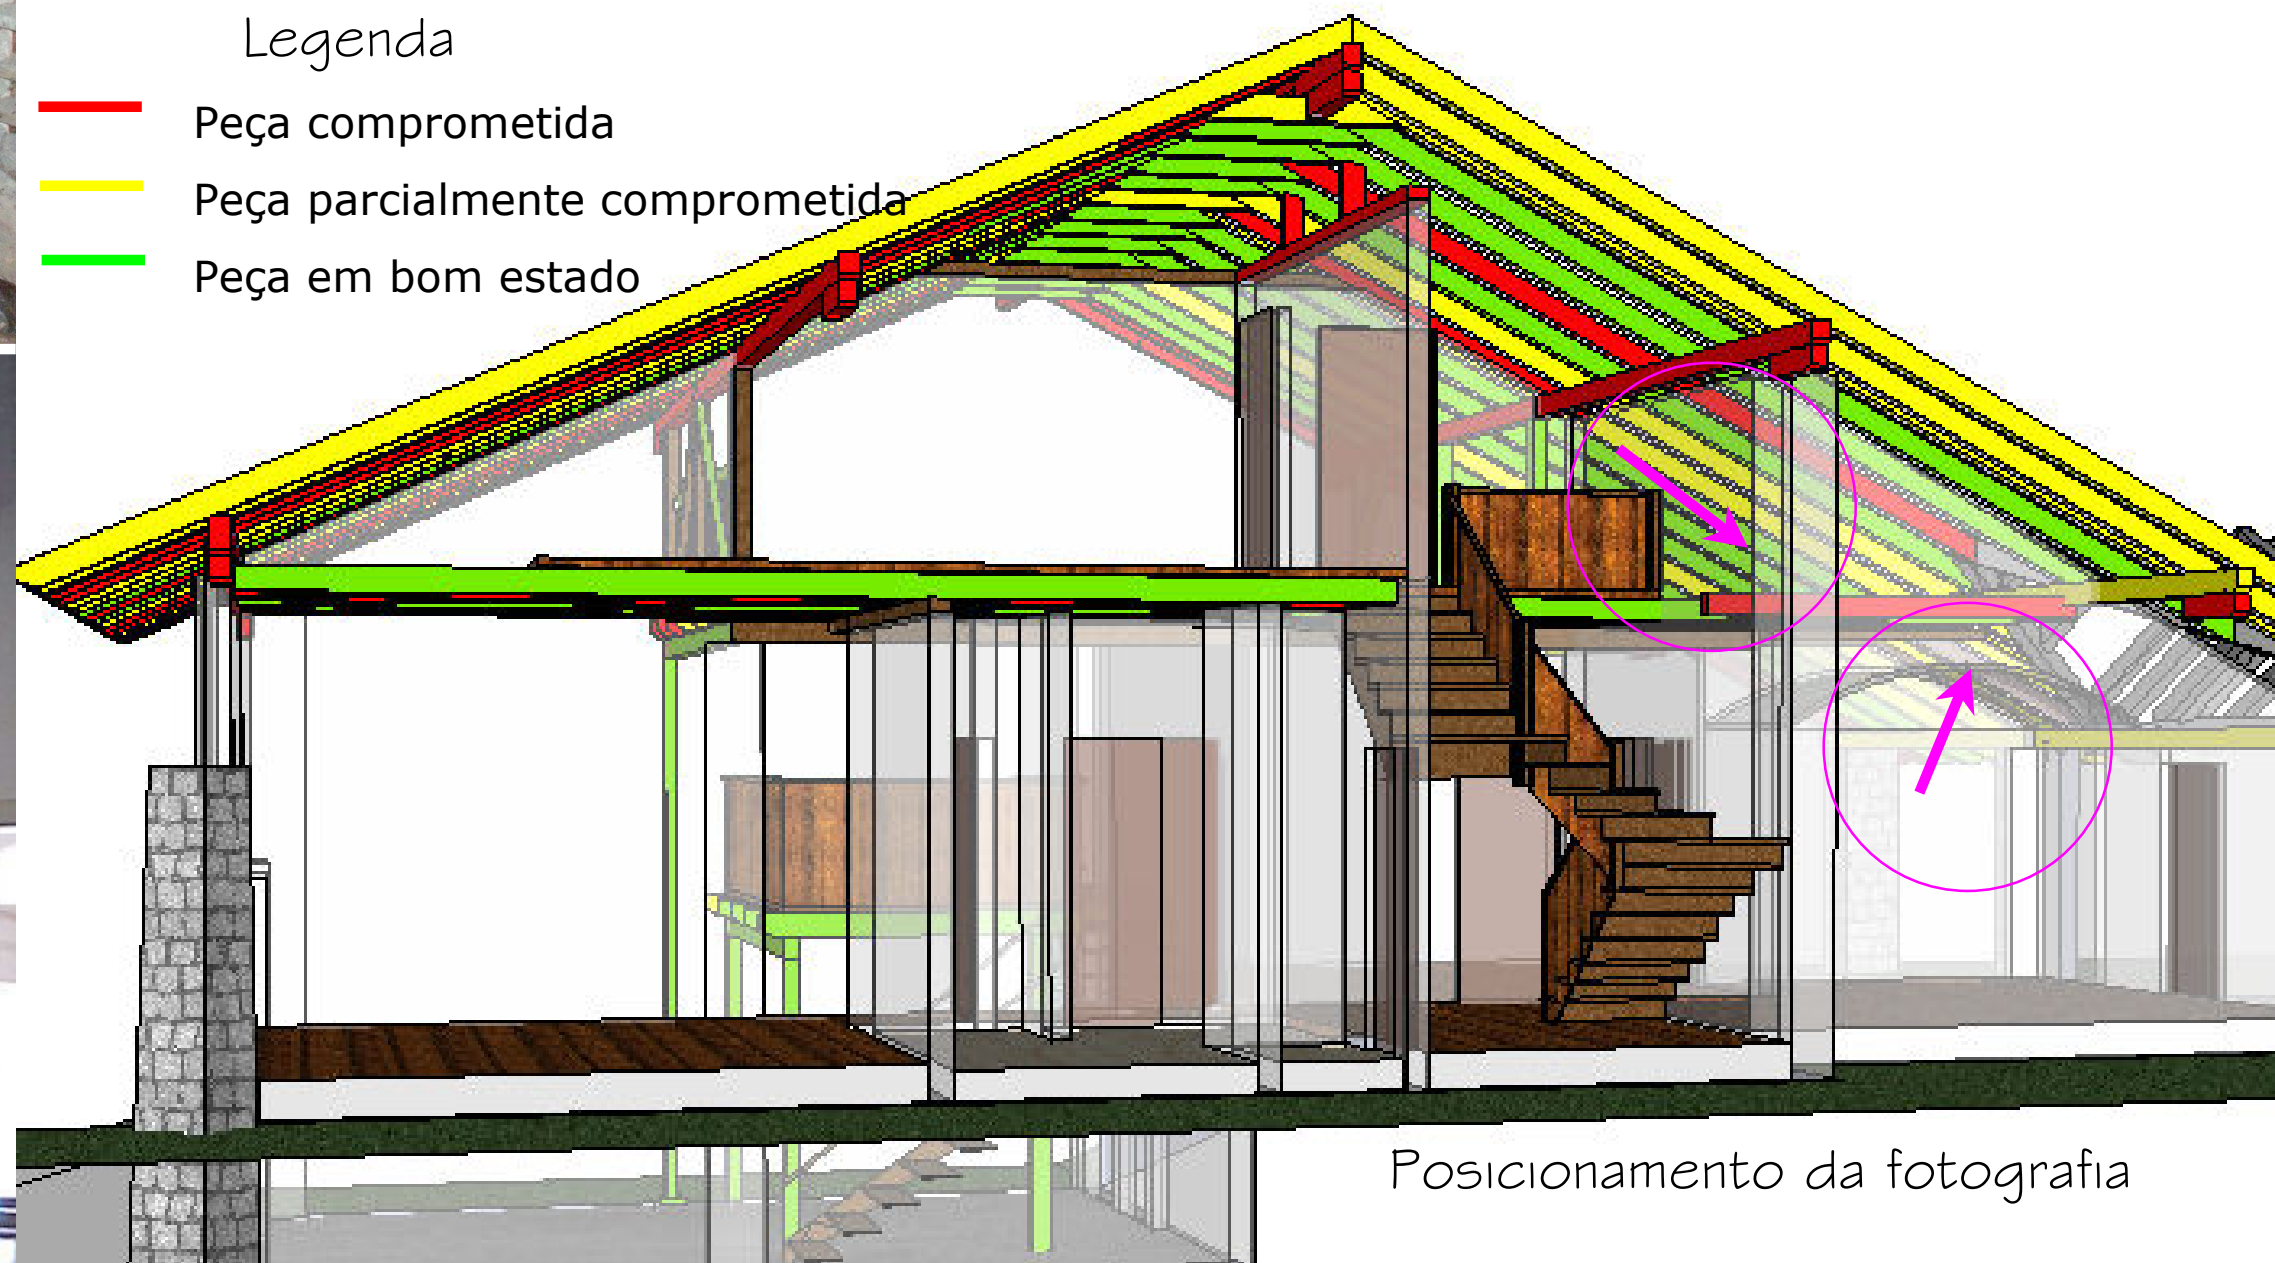 Legenda
Peça comprometida
Peça parcialmente comprometida
Peça em bom estado
Posicionamento da fotografia